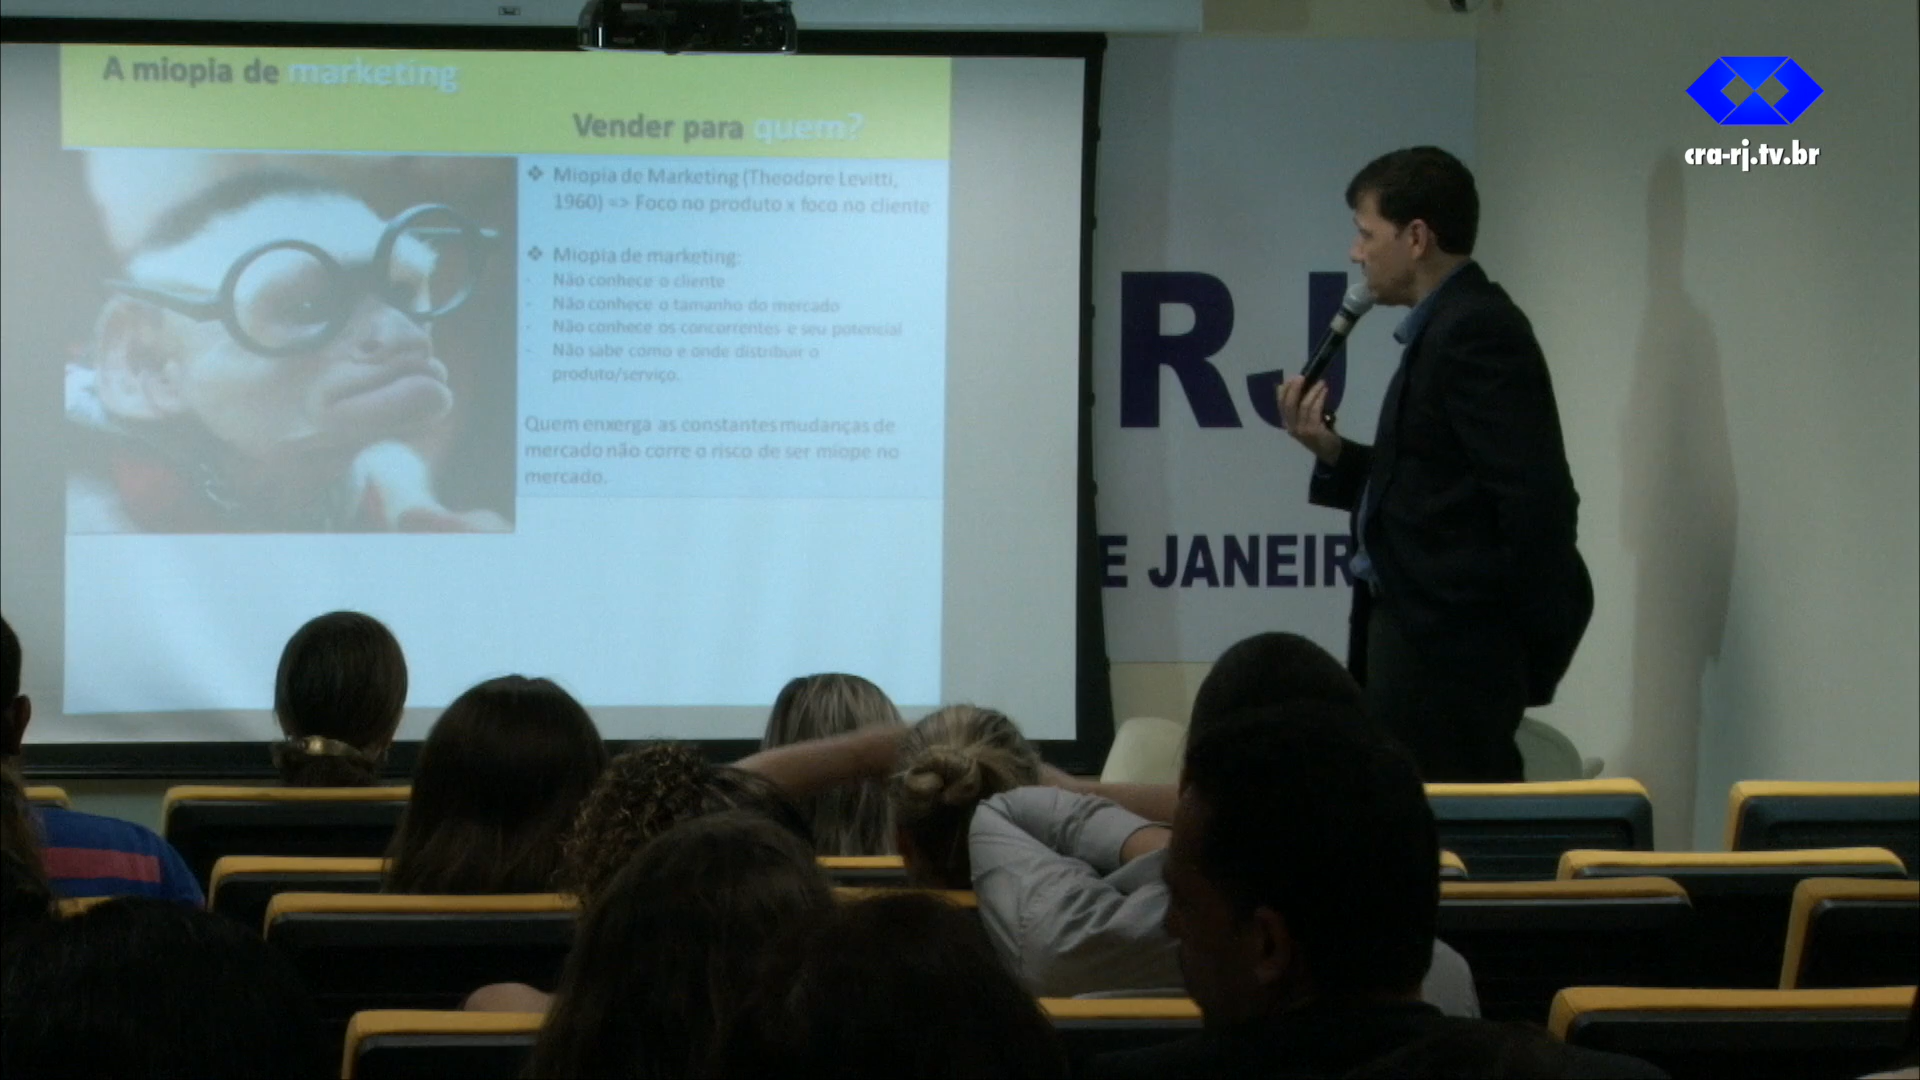 A miopia de marketing
Vender para quem?
❖ Miopia de Marketing (Theodore Levitti,
1960) => Foco no produto x foco no cliente
❖ Miopia de marketing:
- Não conhece o cliente
- Não conhece o tamanho do mercado
- Não conhece os concorrentes e seu potencial
- Não sabe como e onde distribuir o
produto/serviço.
Quem enxerga as constantes mudanças de
mercado não corre o risco de ser míope no
mercado.
RJ
E JANEIR
cra-rj.tv.br